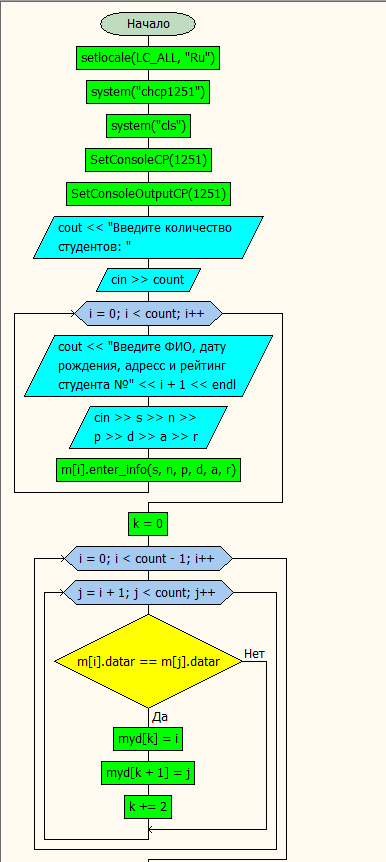 Начало
setlocale(LC_ALL, "Ru")
system("chcp1251")
system("cls")
SetConsoleCP(1251)
SetConsoleOutputCP(1251)
cout << "Введите количество
студентов: "
cin >> count
i = 0; i < count; i++
cout << "Введите ФИО, дату
рождения, адресс и рейтинг
студента №" << i + 1 << endl
cin >> s >> n >>
p >> d >> a >> r
m[i].enter_info(s, n, p, d, a, r)
k = 0
i = 0; i < count - 1; i++
j = i + 1; j < count; j++
m[i].datar == m[j].datar
Нет
Да
myd[k] = i
myd[k + 1] = j
k += 2